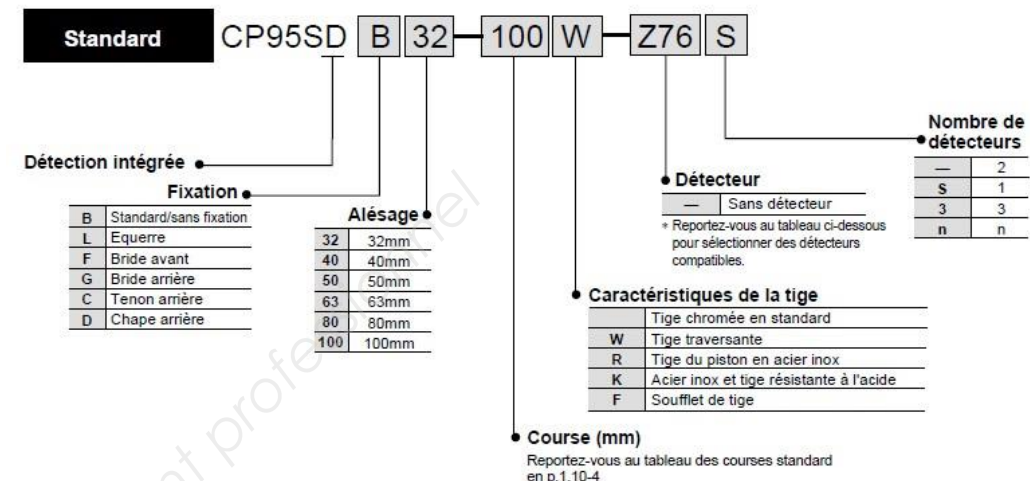 Standard CP95SD B 32 — 100 W — Z76 S
Détection intégrée
Fixation
B Standard/sans fixation
L Equerre
F Bride avant
G Bride arrière
C Tenon arrière
D Chape arrière
Alésage
32 32mm
40 40mm
50 50mm
63 63mm
80 80mm
100 100mm
Détecteur
— Sans détecteur
* Reportez-vous au tableau ci-dessous
pour sélectionner des détecteurs
compatibles.
Nombre de
détecteurs
— 2
S 1
3 3
n n
Caractéristiques de la tige
Tige chromée en standard
W Tige traversante
R Tige du piston en acier inox
K Acier inox et tige résistante à l'acide
F Soufflet de tige
Course (mm)
Reportez-vous au tableau des courses standard
en p.1.10-4